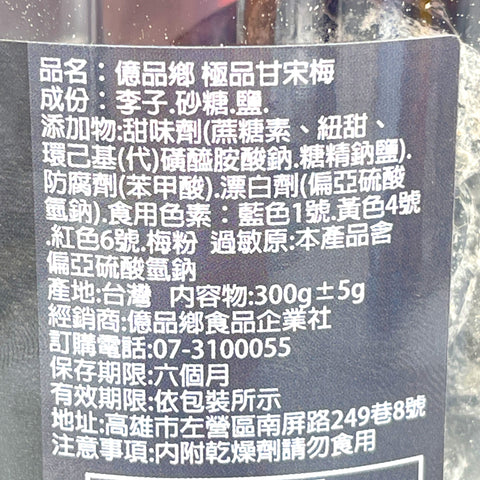 品名：億品鄉 極品甘宋梅
成份：李子.砂糖.鹽.
添加物:甜味劑(蔗糖素、紐甜、
環己基(代)磺醯胺酸鈉.糖精鈉鹽).
防腐劑(苯甲酸).漂白劑(偏亞硫酸
氫鈉).食用色素：藍色1號.黃色4號
.紅色6號.梅粉 過敏原:本產品含
偏亞硫酸氫鈉
產地:台灣 內容物:300g±5g
經銷商:億品鄉食品企業社
訂購電話:07-3100055
保存期限:六個月
有效期限:依包裝所示
地址:高雄市左營區南屏路249巷8號
注意事項:內附乾燥劑請勿食用